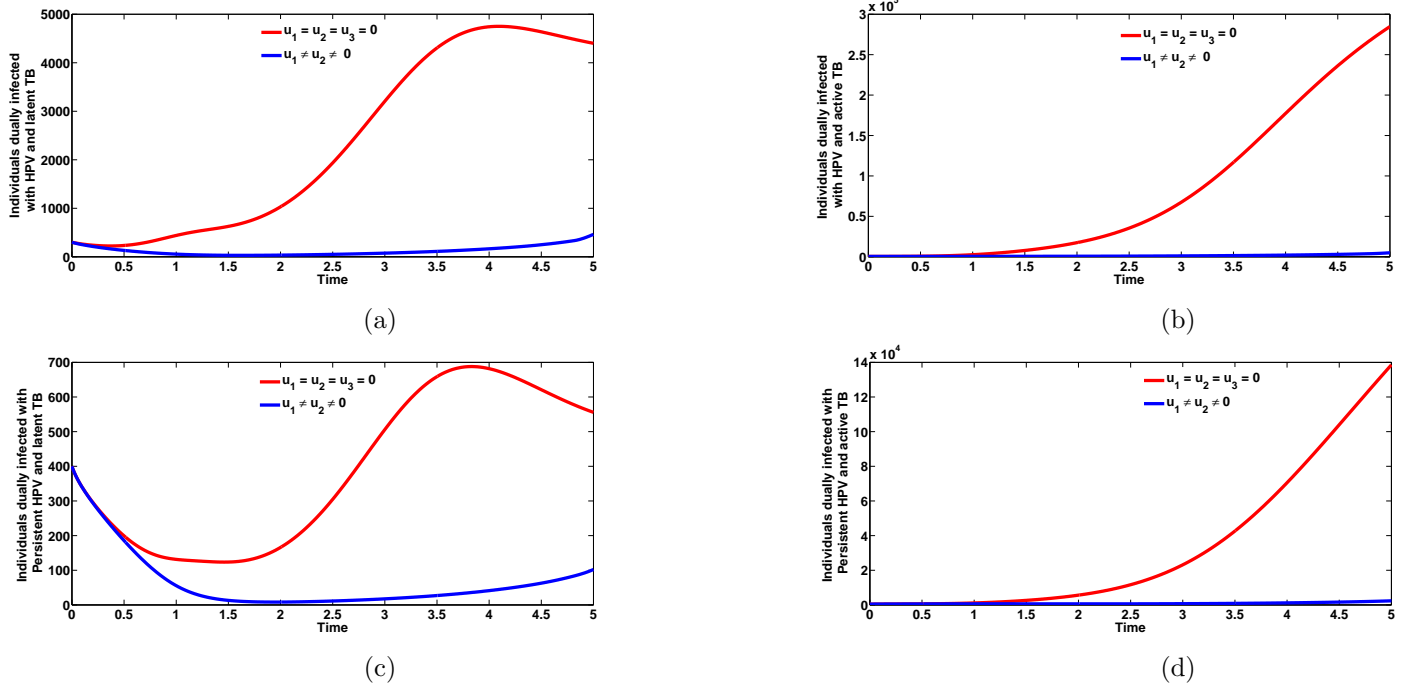 Individuals dually infected
with HPV and latent TB
5000
4000
3000
2000
1000
0
u₁ = u₂ = u₃ = 0
u₁ ≠ u₂ ≠ 0
0 0.5 1 1.5 2 2.5 3 3.5 4 4.5 5
Time
(a)
Individuals dually infected
with HPV and active TB
x 10
3
2.5
2
1.5
1
0.5
0
u₁ = u₂ = u₃ = 0
u₁ ≠ u₂ ≠ 0
0 0.5 1 1.5 2 2.5 3 3.5 4 4.5 5
Time
(b)
Individuals dually infected with
Persistent HPV and latent TB
700
600
500
400
300
200
100
0
u₁ = u₂ = u₃ = 0
u₁ ≠ u₂ ≠ 0
0 0.5 1 1.5 2 2.5 3 3.5 4 4.5 5
Time
(c)
Individuals dually infected with
Persistent HPV and active TB
x 10⁴
14
12
10
8
6
4
2
0
u₁ = u₂ = u₃ = 0
u₁ ≠ u₂ ≠ 0
0 0.5 1 1.5 2 2.5 3 3.5 4 4.5 5
Time
(d)